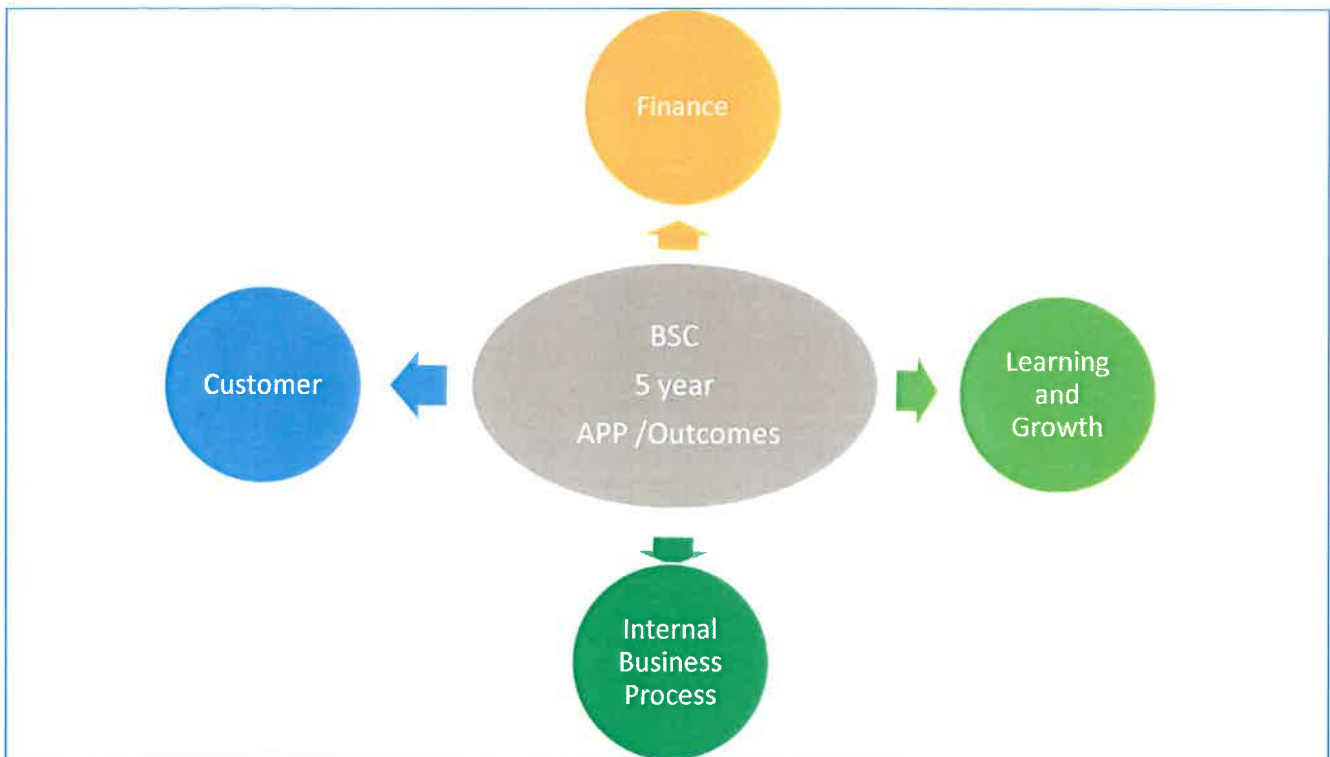 Finance
BSC
5 year
APP /Outcomes
Customer
Learning
and
Growth
Internal
Business
Process